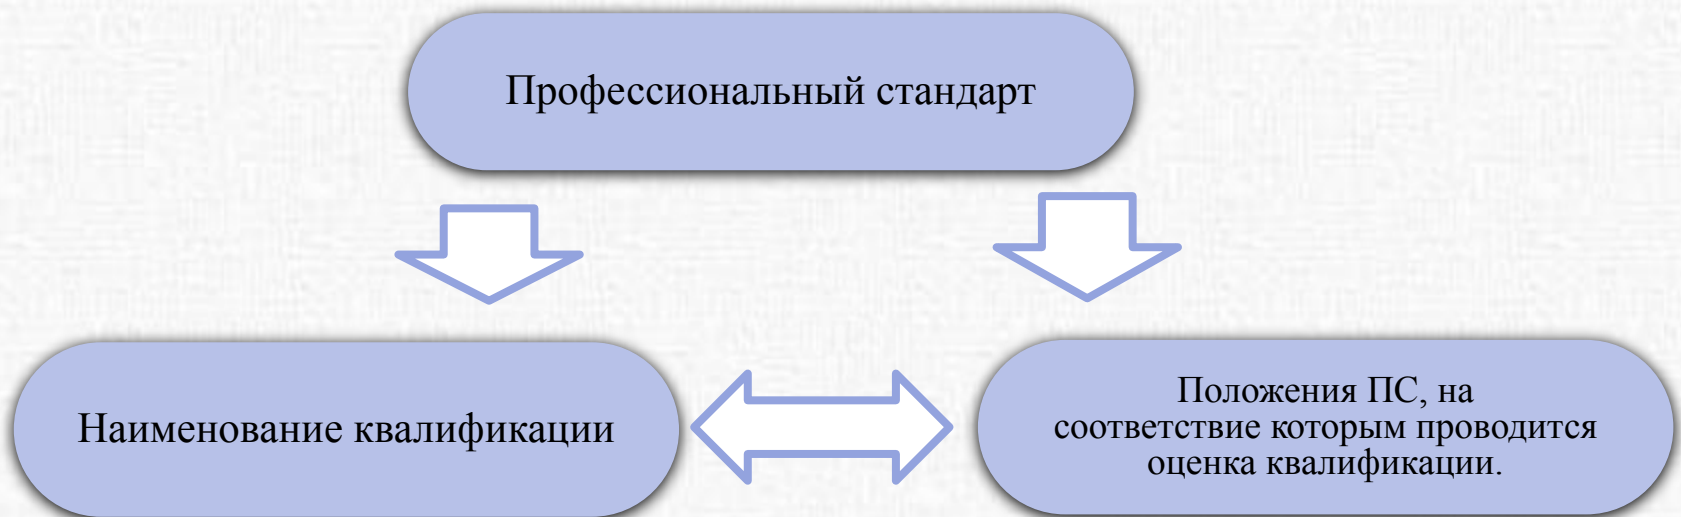 Профессиональный стандарт
Наименование квалификации
Положения ПС, на
соответствие которым проводится
оценка квалификации.